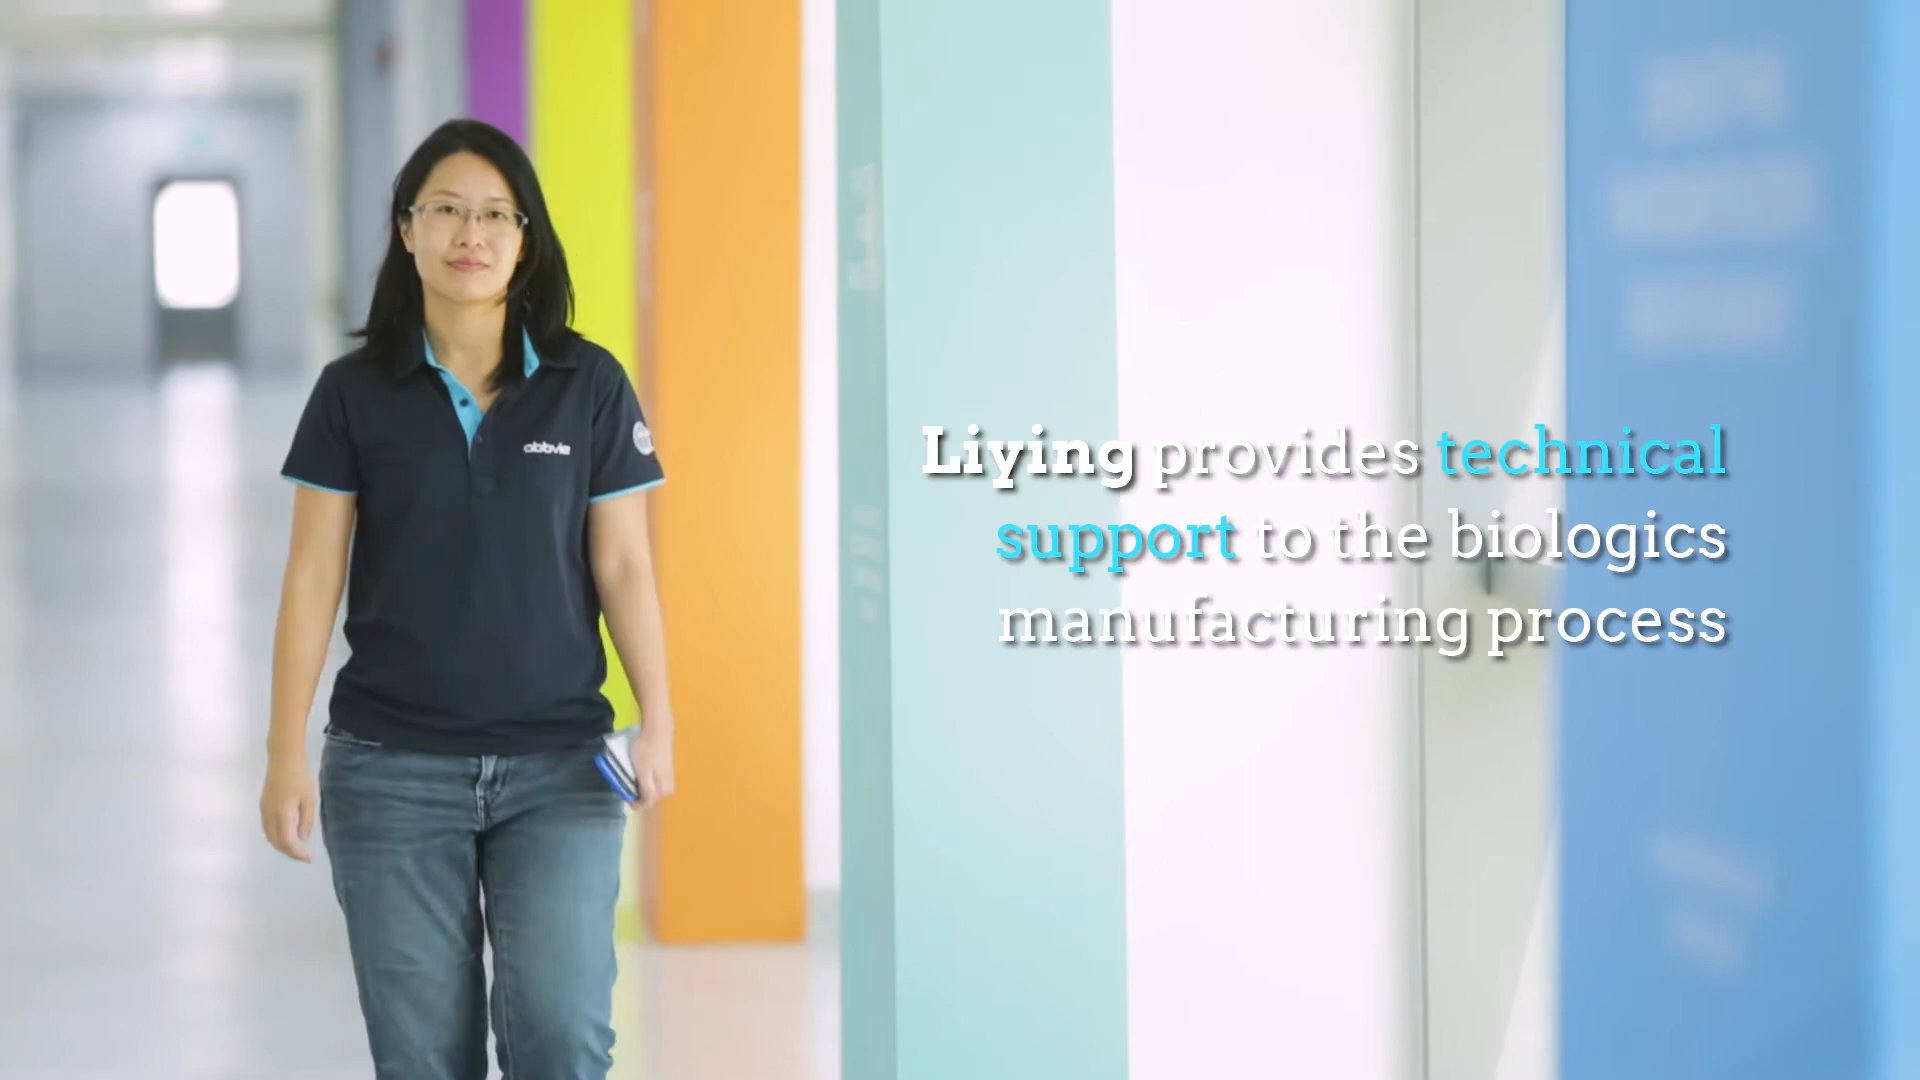 abbvie
Liying provides technical
support to the biologics
manufacturing process